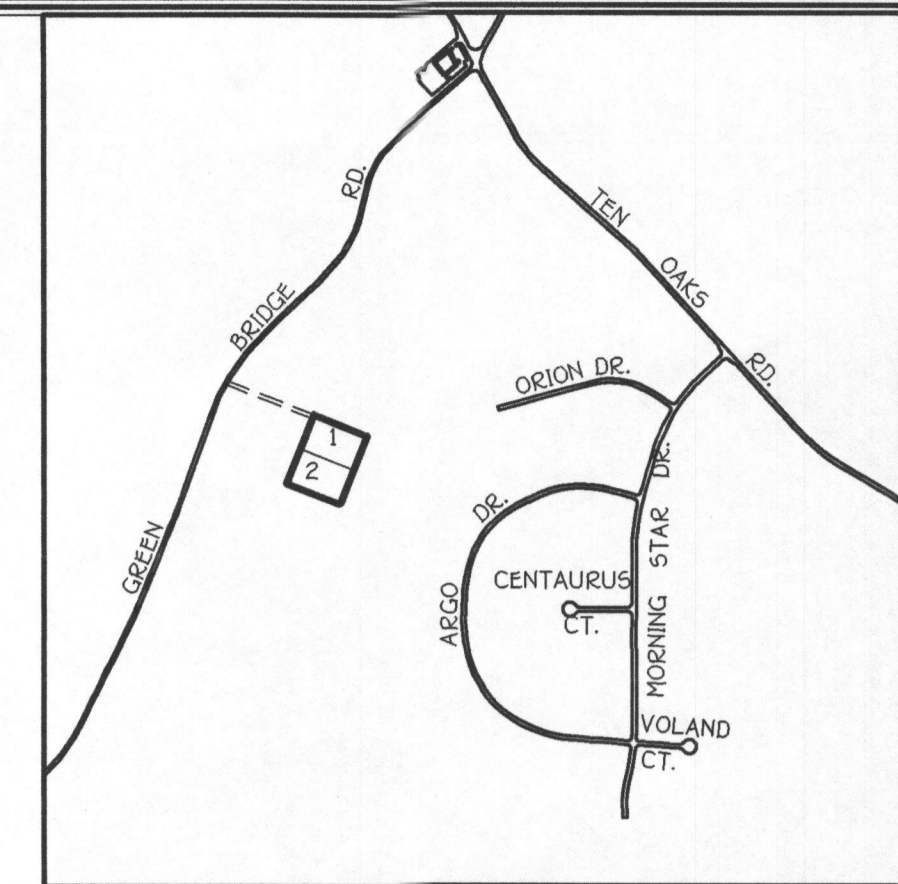 GREEN BRIDGE RD.
TEN OAKS RD.
ORION DR.
1
2
ARGO DR.
CENTAURUS CT.
MORNING STAR DR.
VOLAND CT.